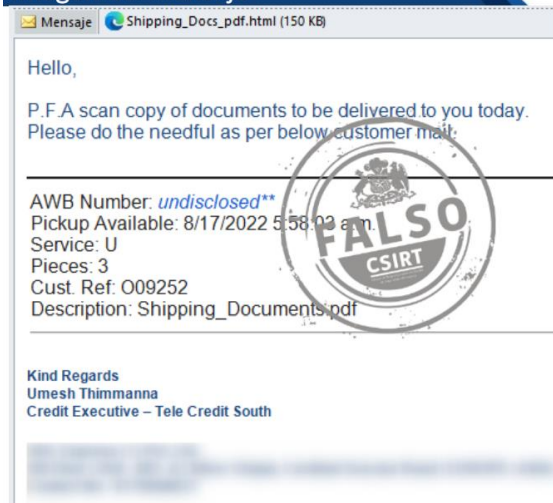 Mensaje Shipping_Docs_pdf.html (150 KB)
Hello,
P.F.A scan copy of documents to be delivered to you today.
Please do the needful as per below customer mail.
AWB Number: undisclosed**
Pickup Available: 8/17/2022 5:58:03 a.m.
Service: U
Pieces: 3
Cust. Ref: O09252
Description: Shipping_Documents.pdf
FALSO
CSIRT
Kind Regards
Umesh Thimmanna
Credit Executive – Tele Credit South